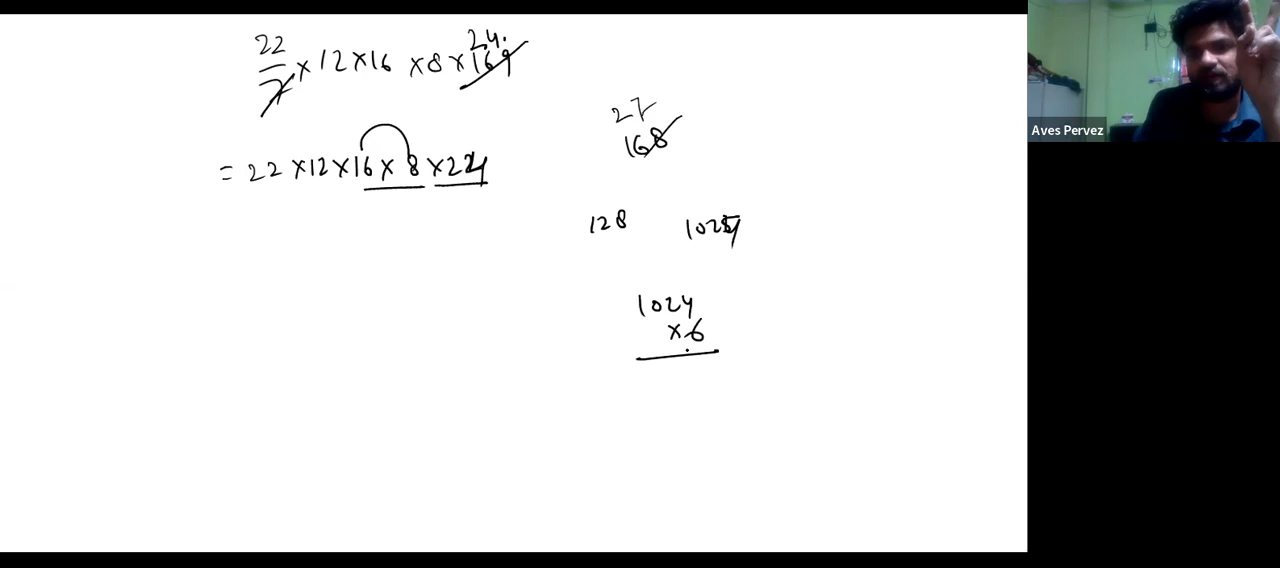 24.
22/7 × 12 × 16 × 8 × 168
= 22 × 12 × 16 × 8 × 24
27
168
128 1024
1024
× 6
Aves Pervez